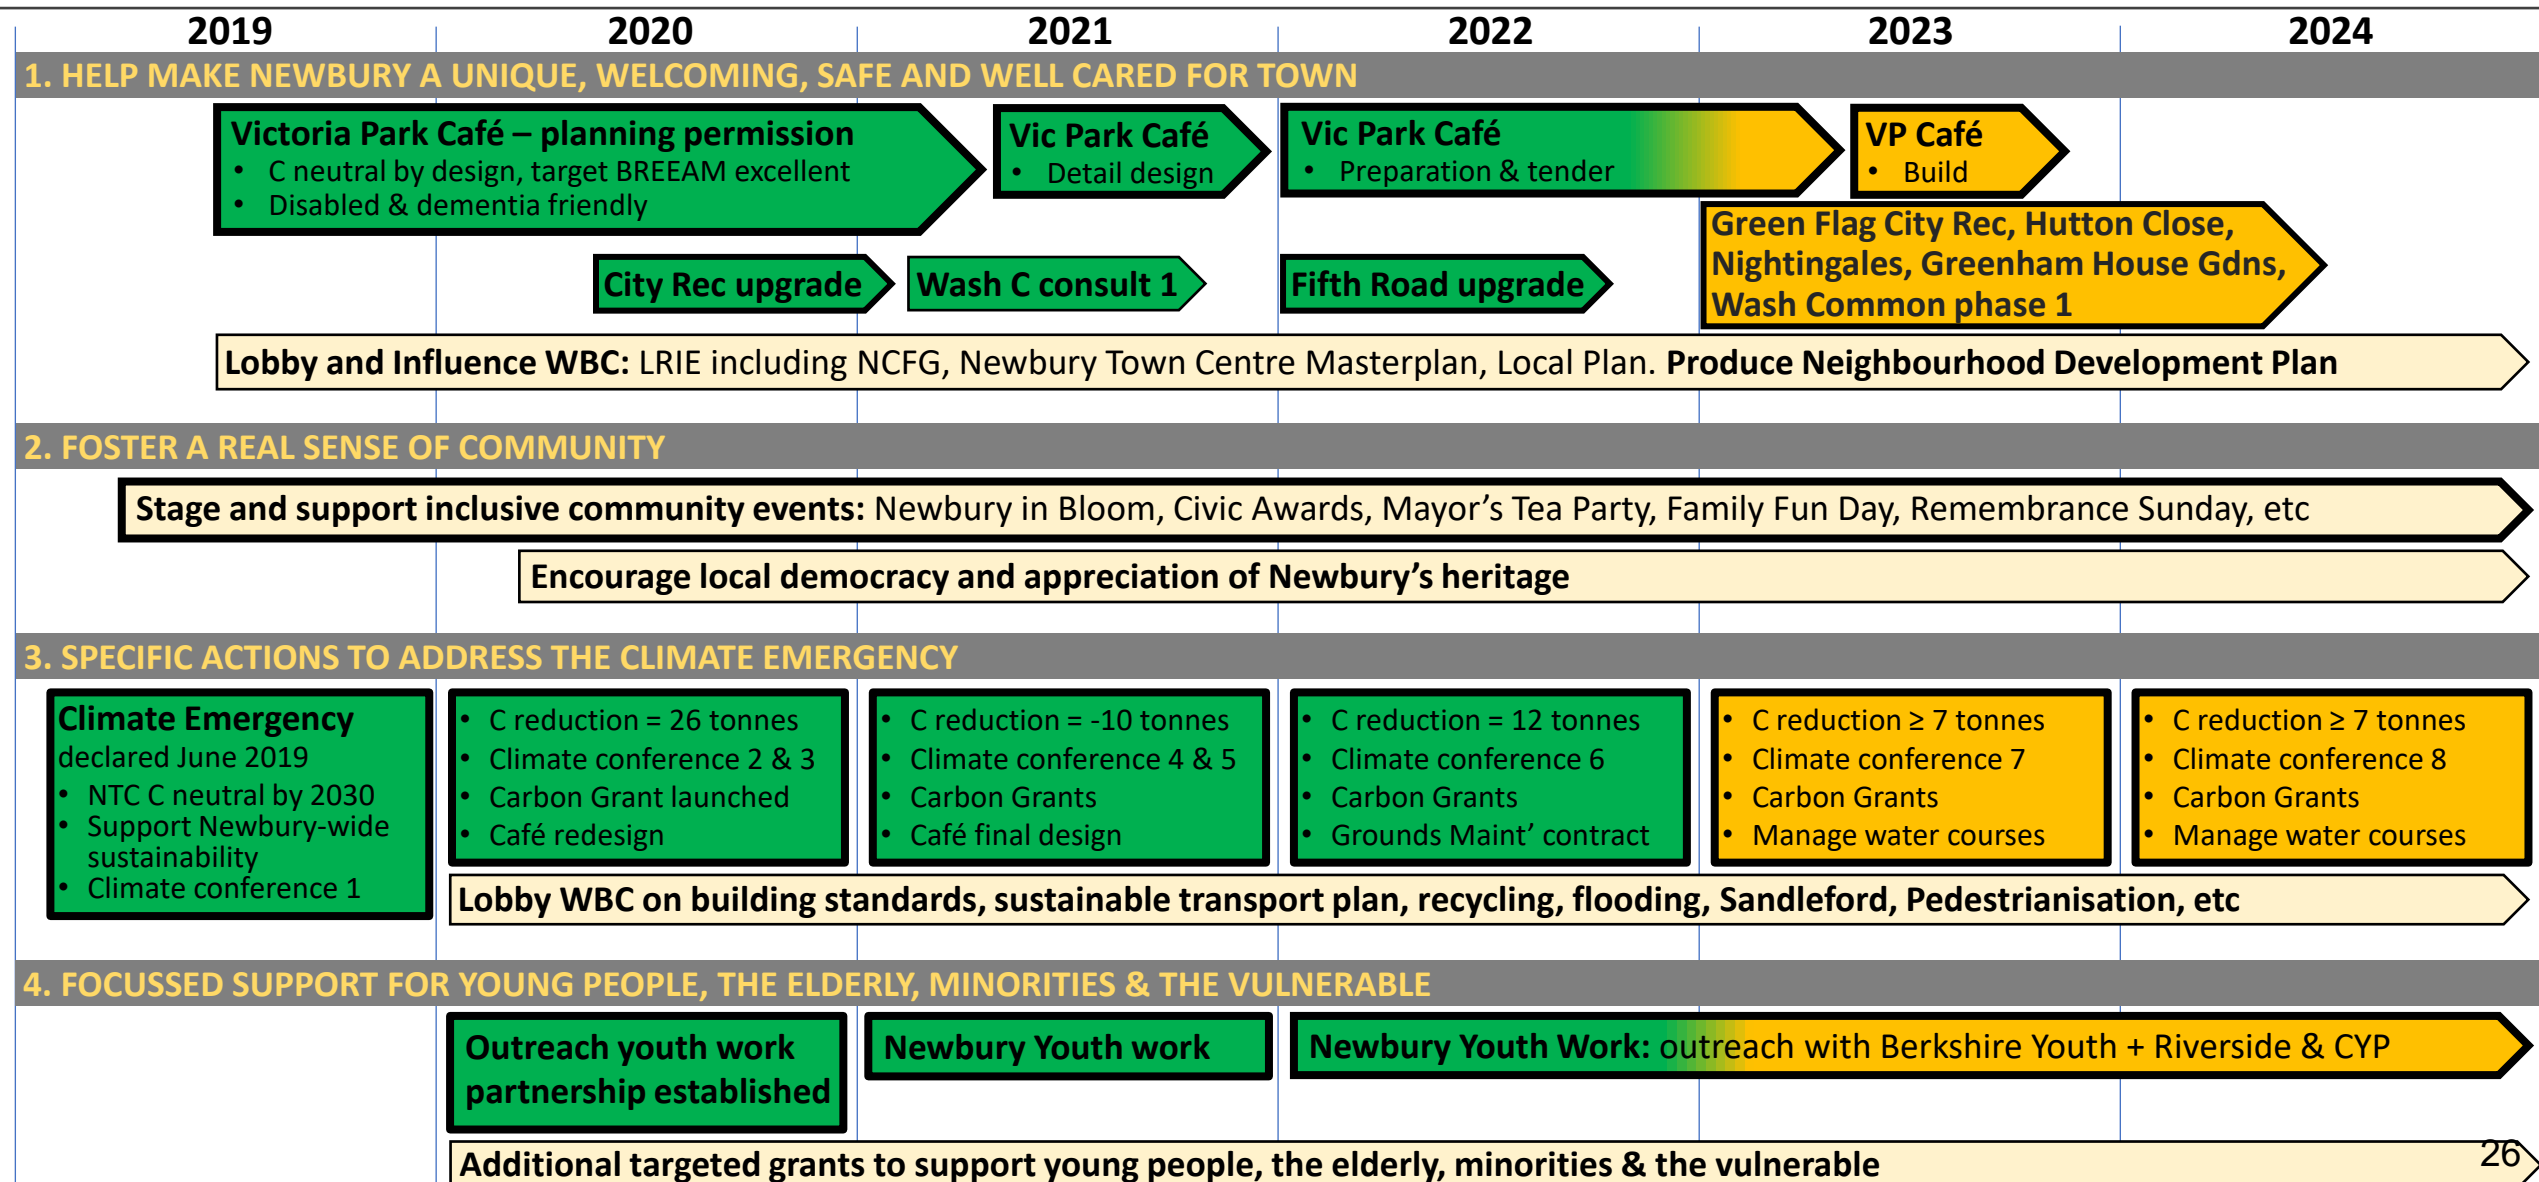 2019 2020 2021 2022 2023 2024
1. HELP MAKE NEWBURY A UNIQUE, WELCOMING, SAFE AND WELL CARED FOR TOWN
Victoria Park Café – planning permission
• C neutral by design, target BREEAM excellent
• Disabled & dementia friendly
Vic Park Café
• Detail design
Vic Park Café
• Preparation & tender
VP Café
• Build
City Rec upgrade
Wash C consult 1
Fifth Road upgrade
Green Flag City Rec, Hutton Close,
Nightingales, Greenham House Gdns,
Wash Common phase 1
Lobby and Influence WBC: LRIE including NCFG, Newbury Town Centre Masterplan, Local Plan. Produce Neighbourhood Development Plan
2. FOSTER A REAL SENSE OF COMMUNITY
Stage and support inclusive community events: Newbury in Bloom, Civic Awards, Mayor’s Tea Party, Family Fun Day, Remembrance Sunday, etc
Encourage local democracy and appreciation of Newbury’s heritage
3. SPECIFIC ACTIONS TO ADDRESS THE CLIMATE EMERGENCY
Climate Emergency
declared June 2019
• NTC C neutral by 2030
• Support Newbury-wide
sustainability
• Climate conference 1
• C reduction = 26 tonnes
• Climate conference 2 & 3
• Carbon Grant launched
• Café redesign
• C reduction = -10 tonnes
• Climate conference 4 & 5
• Carbon Grants
• Café final design
• C reduction = 12 tonnes
• Climate conference 6
• Carbon Grants
• Grounds Maint’ contract
• C reduction ≥ 7 tonnes
• Climate conference 7
• Carbon Grants
• Manage water courses
• C reduction ≥ 7 tonnes
• Climate conference 8
• Carbon Grants
• Manage water courses
Lobby WBC on building standards, sustainable transport plan, recycling, flooding, Sandleford, Pedestrianisation, etc
4. FOCUSSED SUPPORT FOR YOUNG PEOPLE, THE ELDERLY, MINORITIES & THE VULNERABLE
Outreach youth work
partnership established
Newbury Youth work
Newbury Youth Work: outreach with Berkshire Youth + Riverside & CYP
Additional targeted grants to support young people, the elderly, minorities & the vulnerable
26